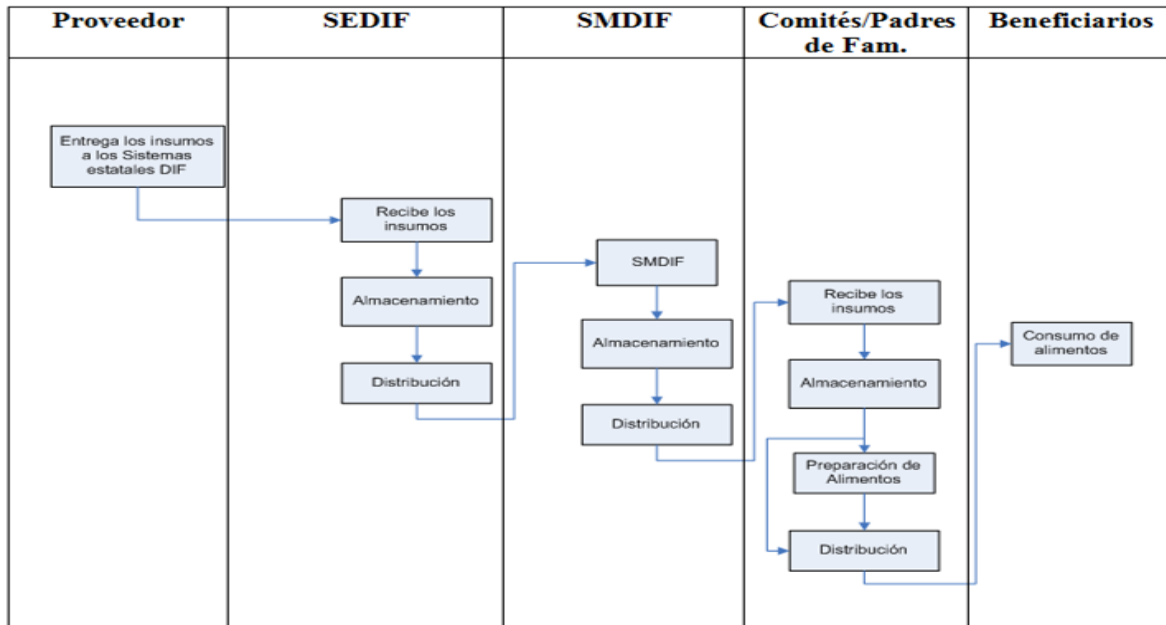 Proveedor
SEDIF
SMDIF
Comités/Padres
de Fam.
Beneficiarios
Entrega los insumos
a los Sistemas
estatales DIF
Recibe los
insumos
Almacenamiento
Distribución
SMDIF
Almacenamiento
Distribución
Recibe los
insumos
Almacenamiento
Preparación de
Alimentos
Distribución
Consumo de
alimentos